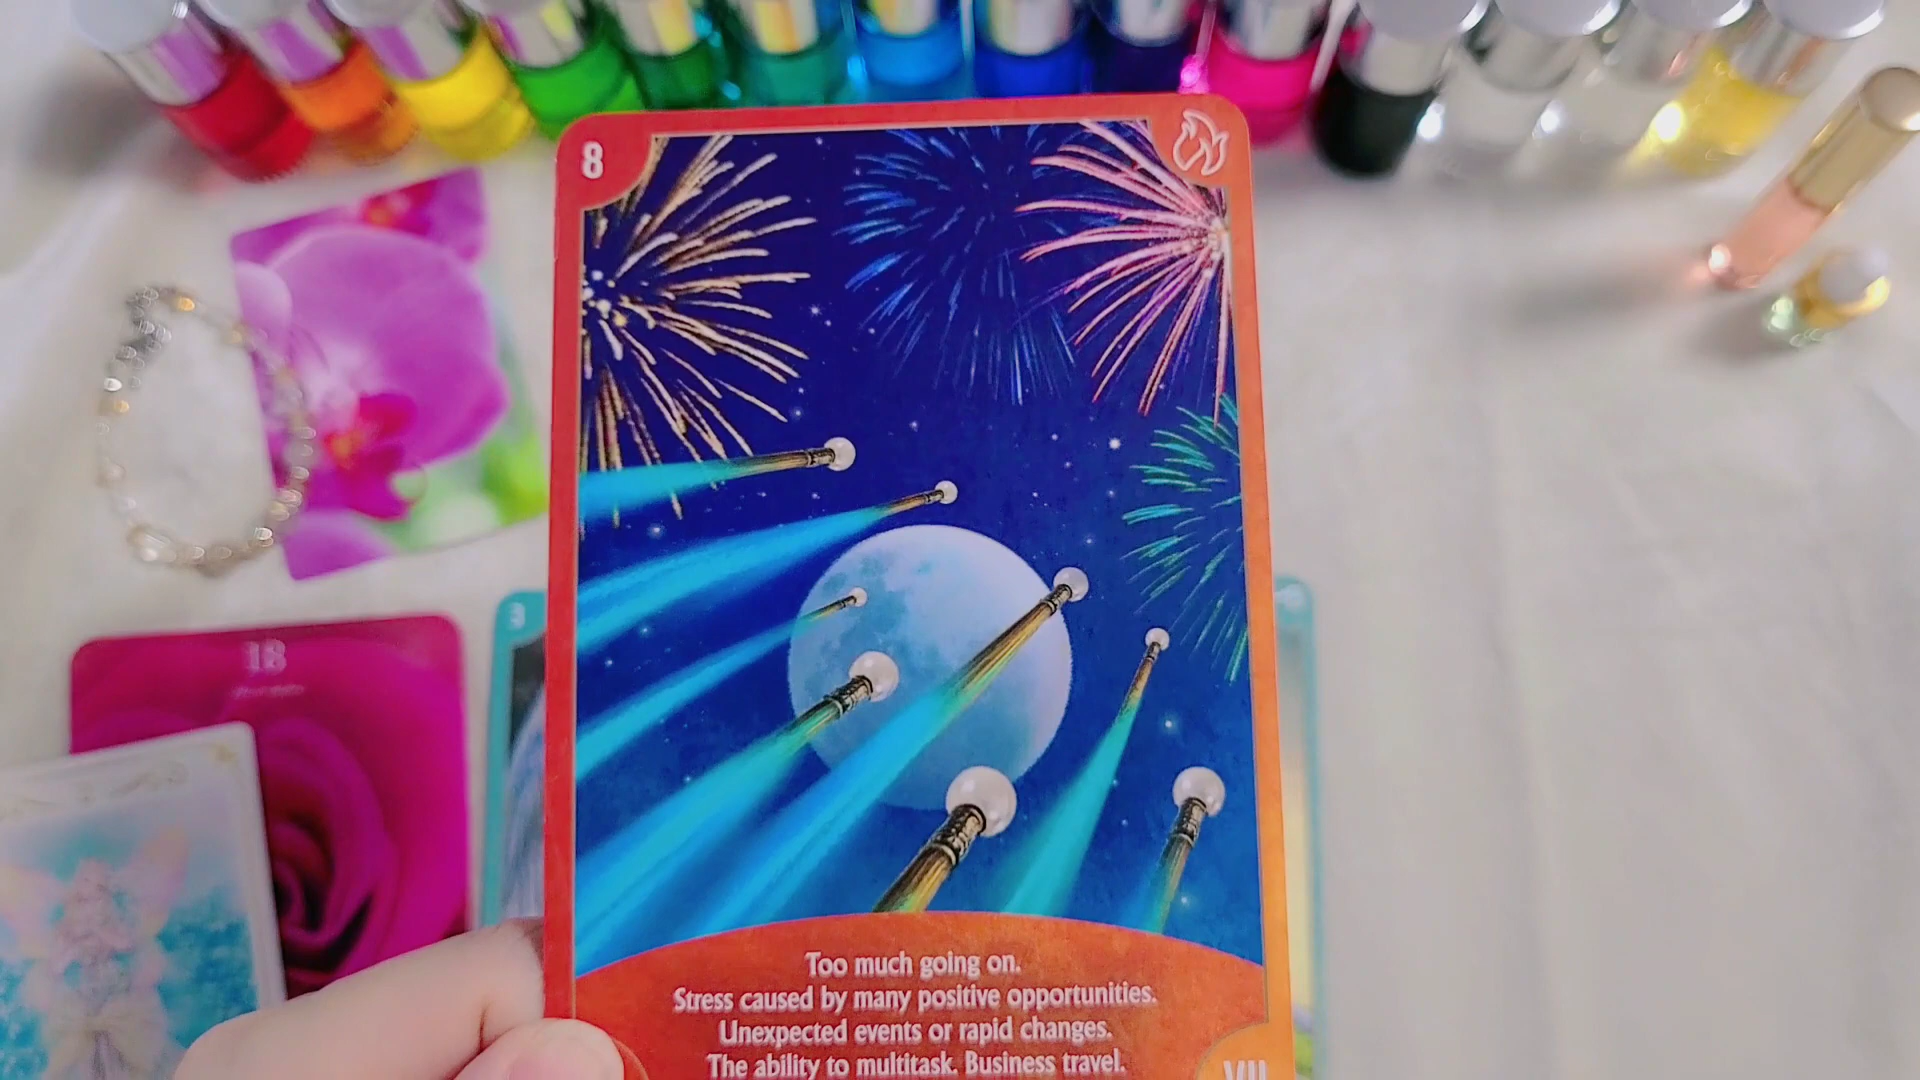 8
Too much going on.
Stress caused by many positive opportunities.
Unexpected events or rapid changes.
The ability to multitask. Business travel.
18
3